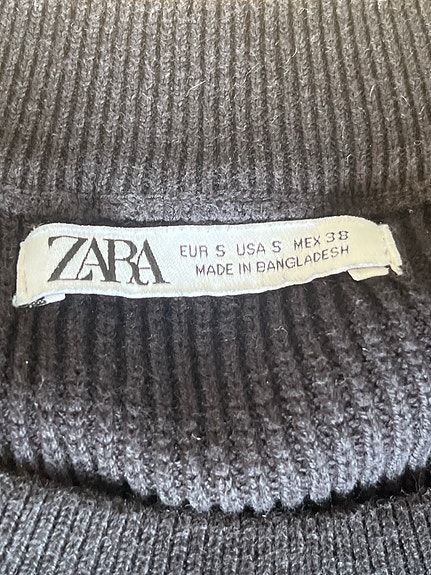 ZARA
EUR S USA S MEX 38
MADE IN BANGLADESH